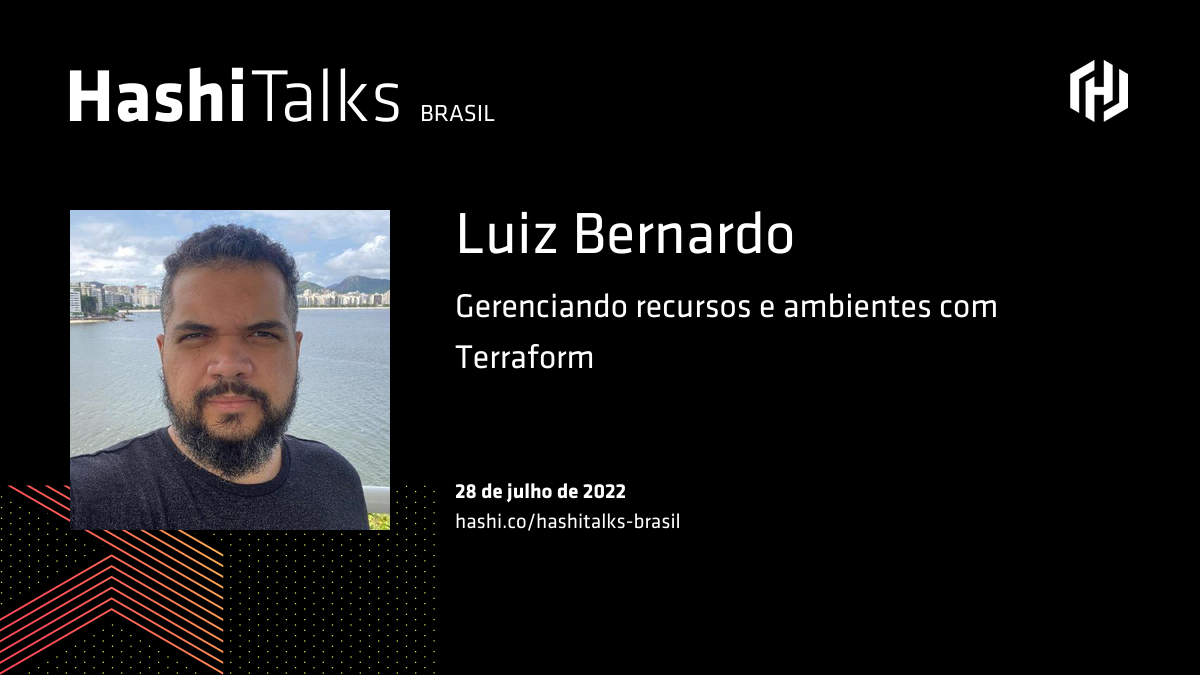 HashiTalks BRASIL
Luiz Bernardo
Gerenciando recursos e ambientes com
Terraform
28 de julho de 2022
hashi.co/hashitalks-brasil